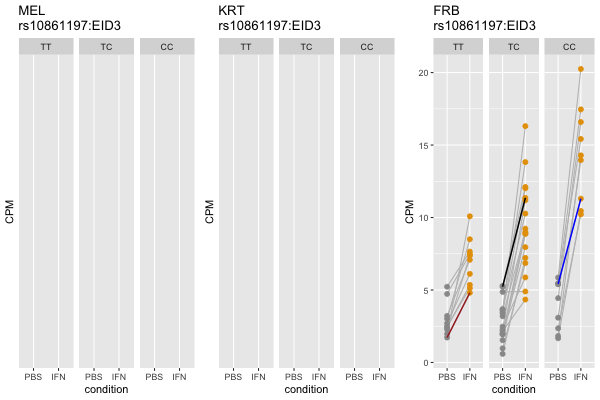 MEL
rs10861197:EID3
TT TC CC
CPM
PBS IFN PBS IFN PBS IFN
condition
KRT
rs10861197:EID3
TT TC CC
CPM
PBS IFN PBS IFN PBS IFN
condition
FRB
rs10861197:EID3
TT TC CC
CPM
20
15
10
5
0
PBS IFN PBS IFN PBS IFN
condition